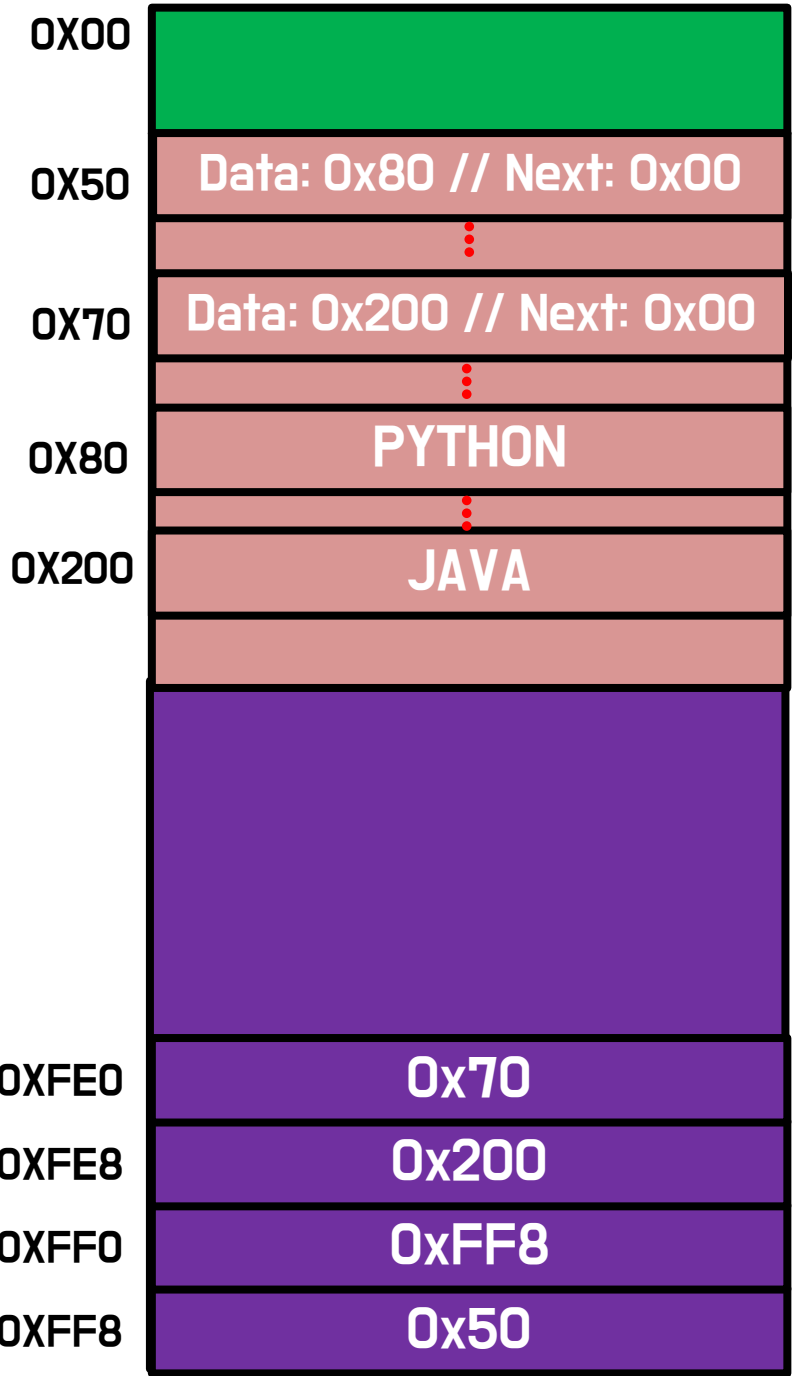 0X00
0X50 Data: 0x80 // Next: 0x00
0X70 Data: 0x200 // Next: 0x00
0X80 PYTHON
0X200 JAVA
0XFE0 0x70
0XFE8 0x200
0XFF0 0xFF8
0XFF8 0x50